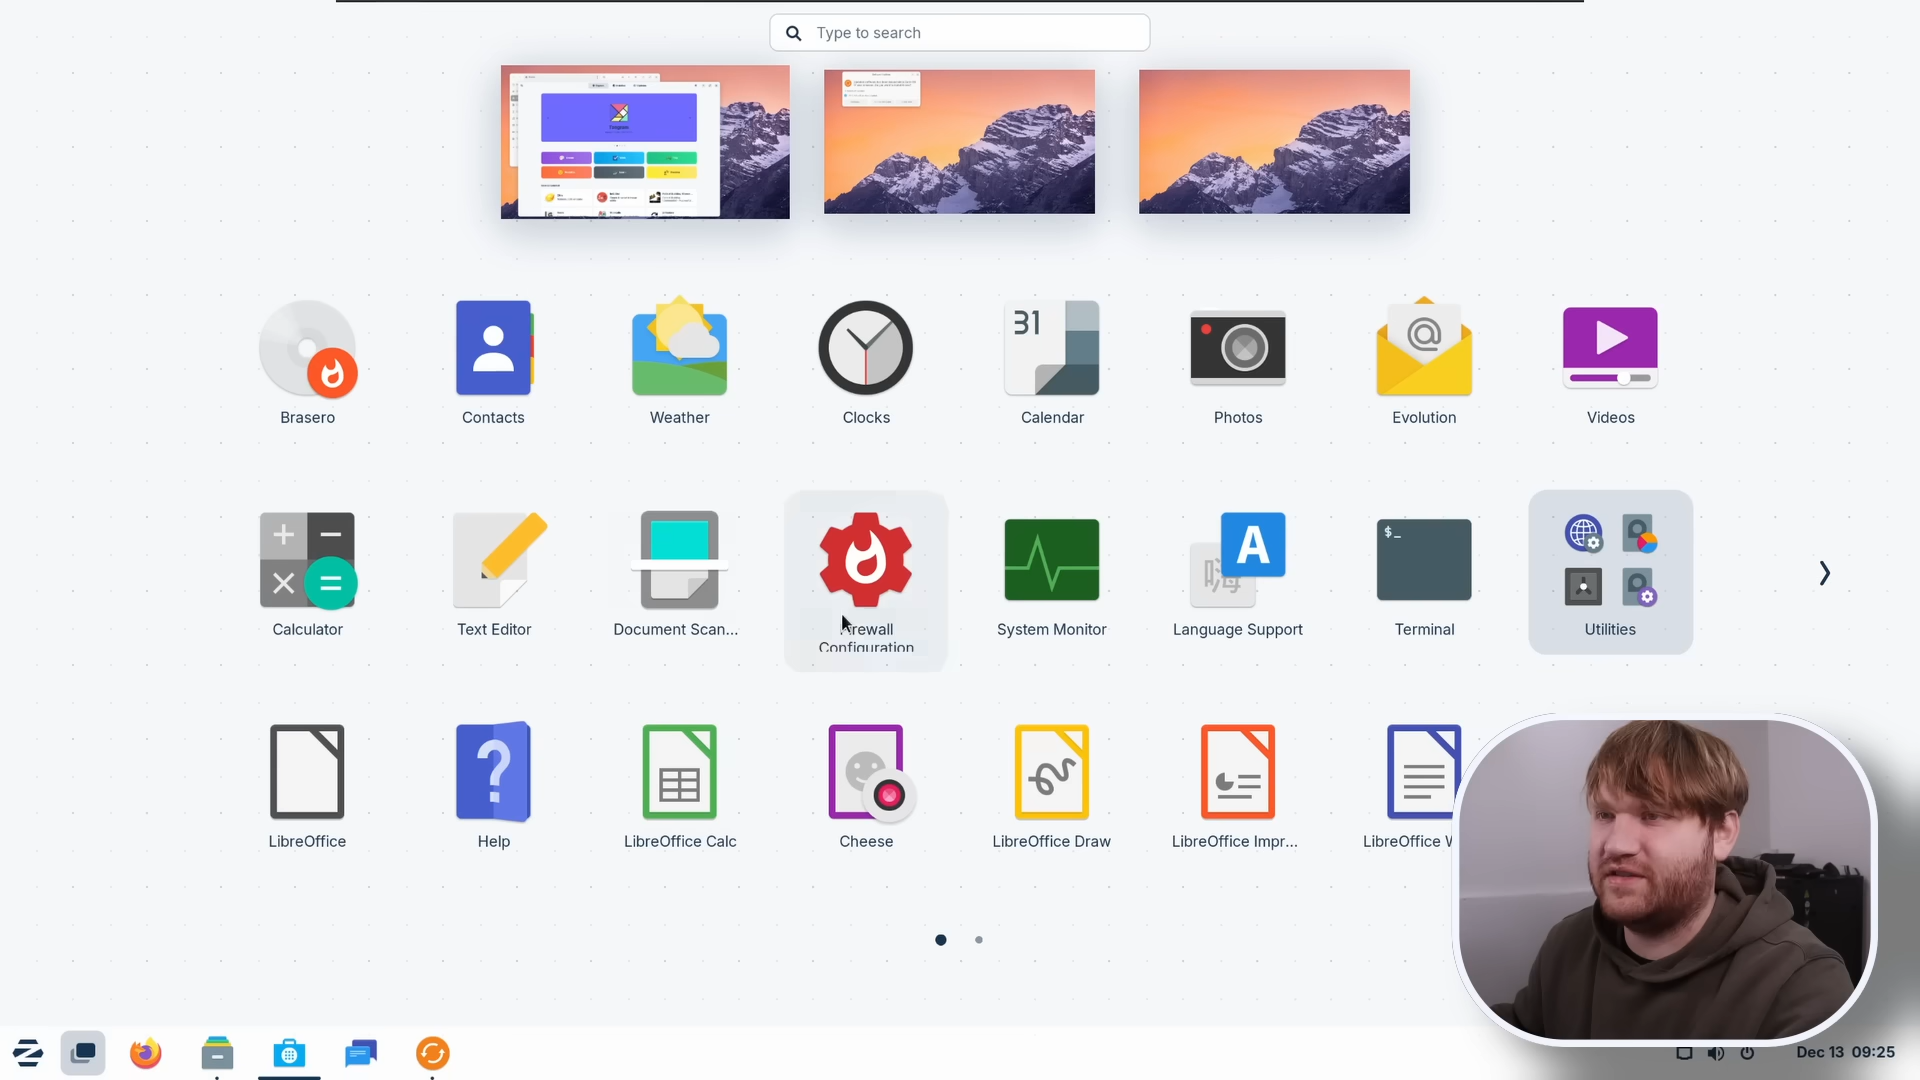 Type to search
31
Brasero
Contacts
Weather
Clocks
Calendar
Photos
Evolution
Videos
$_
A
Calculator
Text Editor
Document Scan...
Firewall
Configuration
System Monitor
Language Support
Terminal
Utilities
LibreOffice
Help
LibreOffice Calc
Cheese
LibreOffice Draw
LibreOffice Impr...
LibreOffice W
Dec 13 09:25